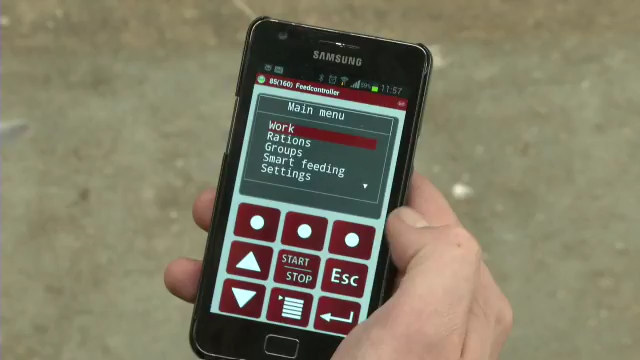 SAMSUNG
11:57
85(160) Feedcontroller
Main menu
Work
Rations
Groups
Smart feeding
Settings
START
STOP
Esc